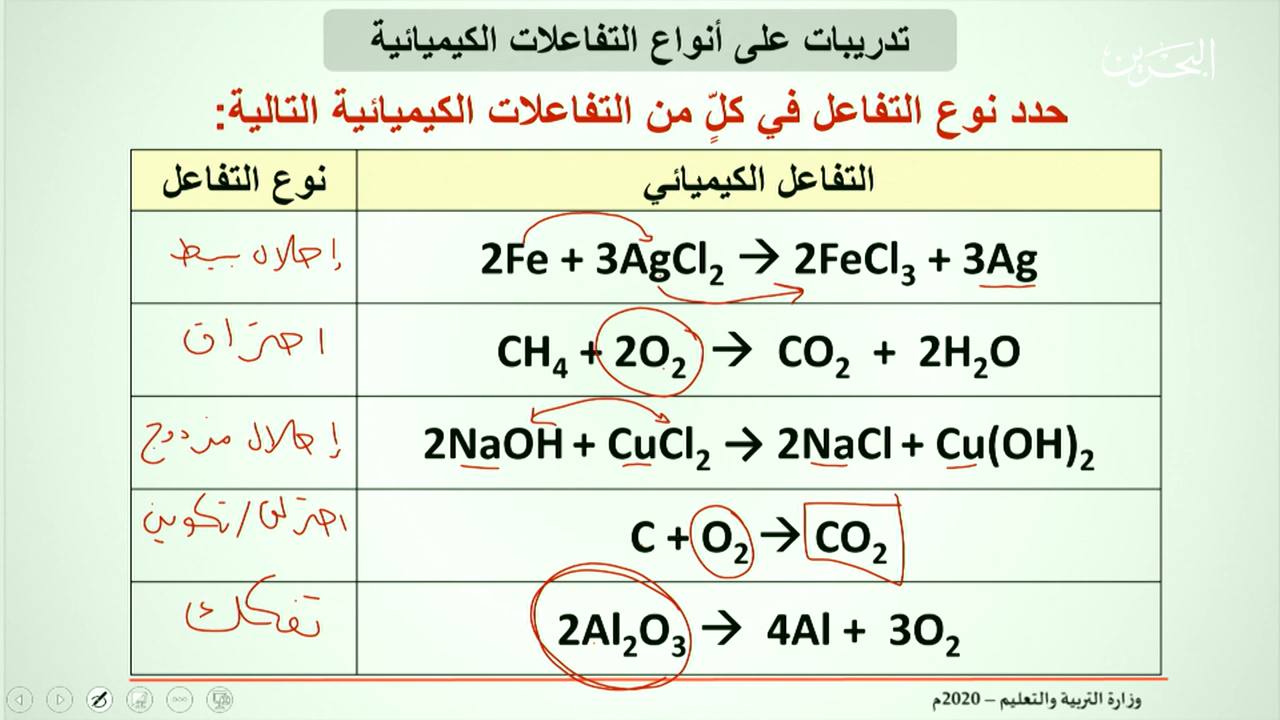 تدريبات على أنواع التفاعلات الكيميائية
البحرين
حدد نوع التفاعل في كلٍّ من التفاعلات الكيميائية التالية:
التفاعل الكيميائي نوع التفاعل
2Fe + 3AgCl₂ → 2FeCl₃ + 3Ag إحلال بسيط
CH₄ + 2O₂ → CO₂ + 2H₂O احتراق
2NaOH + CuCl₂ → 2NaCl + Cu(OH)₂ إحلال مزدوج
C + O₂ → CO₂ احتراق/تكوين
2Al₂O₃ → 4Al + 3O₂ تفكك
وزارة التربية والتعليم – 2020م